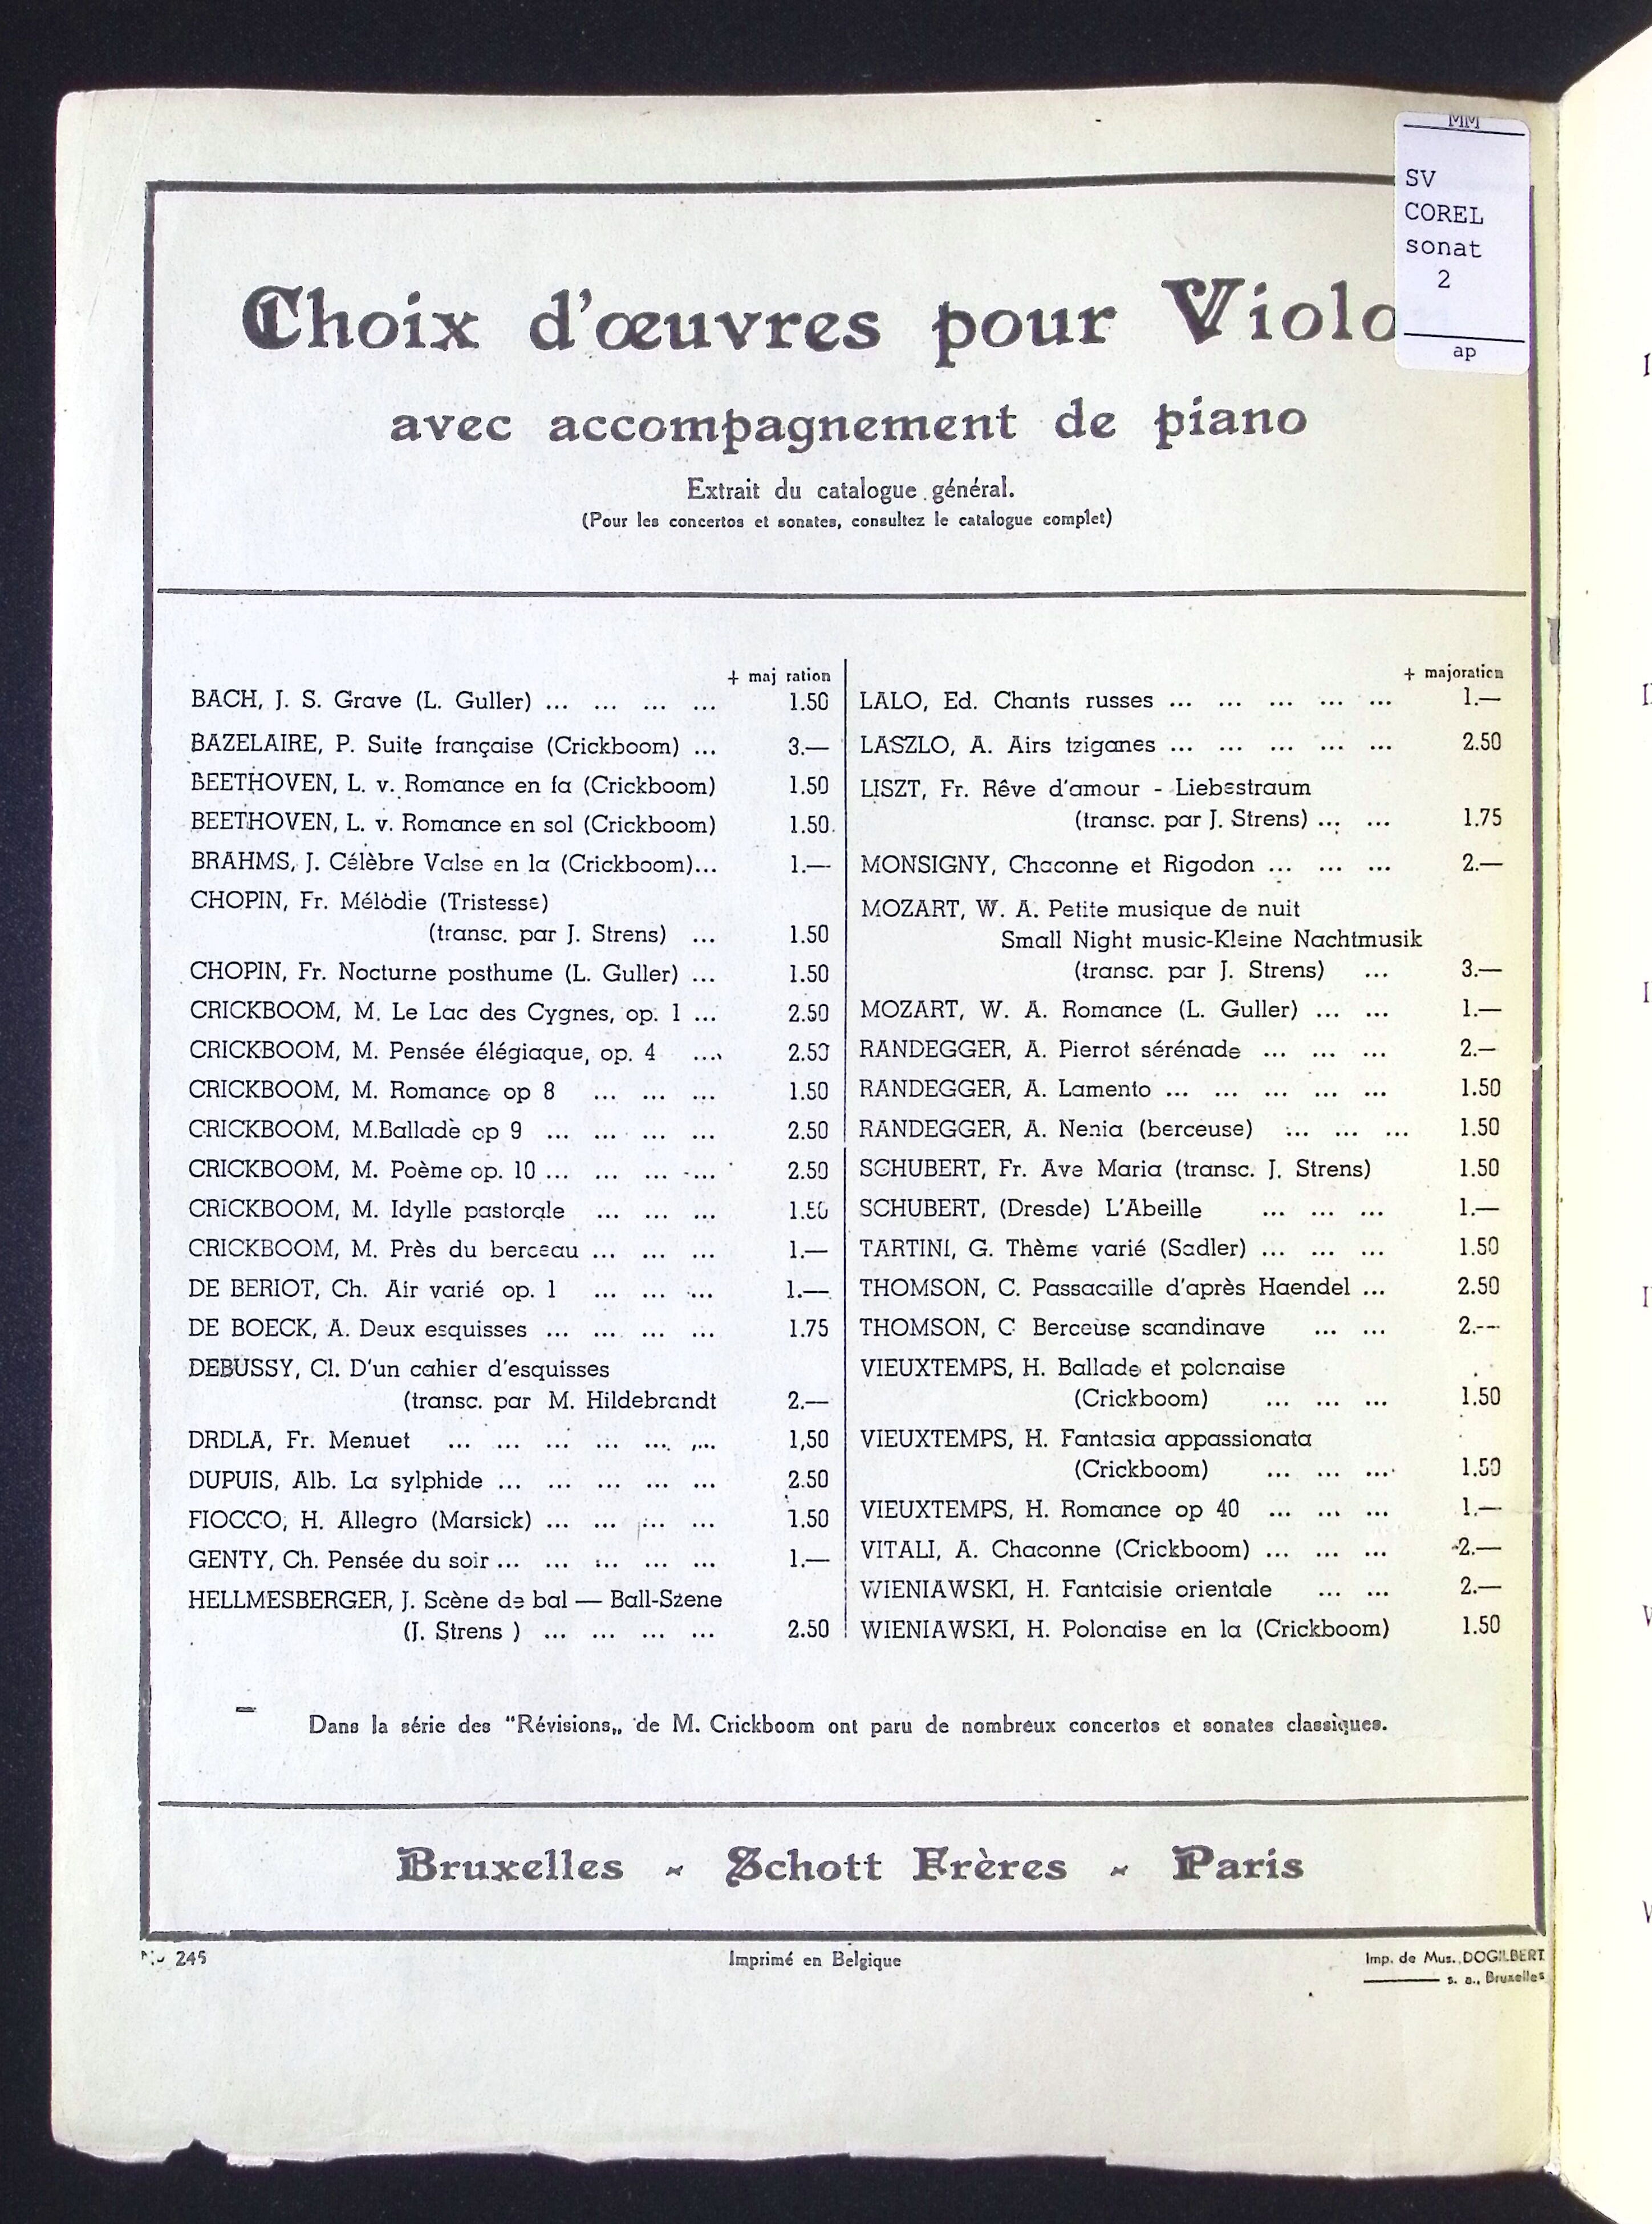 MM
SV
COREL
sonat
2
ap
Choix d'œuvres pour Violo
avec accompagnement de piano
Extrait du catalogue général.
(Pour les concertos et sonates, consultez le catalogue complet)
+ maj ration
BACH, J. S. Grave (L. Guller) ... ... ... ... 1.50
BAZELAIRE, P. Suite française (Crickboom) ... 3.—
BEETHOVEN, L. v. Romance en fa (Crickboom) 1.50
BEETHOVEN, L. v. Romance en sol (Crickboom) 1.50
BRAHMS, J. Célèbre Valse en la (Crickboom)... 1.—
CHOPIN, Fr. Mélodie (Tristesse)
(transc. par J. Strens) ... 1.50
CHOPIN, Fr. Nocturne posthume (L. Guller) ... 1.50
CRICKBOOM, M. Le Lac des Cygnes, op. 1 ... 2.50
CRICKBOOM, M. Pensée élégiaque, op. 4 .... 2.50
CRICKBOOM, M. Romance op 8 ... ... ... 1.50
CRICKBOOM, M.Ballade op 9 ... ... ... ... 2.50
CRICKBOOM, M. Poème op. 10 ... ... ... ... 2.50
CRICKBOOM, M. Idylle pastorale ... ... ... 1.50
CRICKBOOM, M. Près du berceau ... ... ... 1.—
DE BERIOT, Ch. Air varié op. 1 ... ... ... 1.—
DE BOECK, A. Deux esquisses ... ... ... ... 1.75
DEBUSSY, Cl. D'un cahier d'esquisses
(transc. par M. Hildebrandt 2.—
DRDLA, Fr. Menuet ... ... ... ... ... ... 1,50
DUPUIS, Alb. La sylphide ... ... ... ... ... 2.50
FIOCCO, H. Allegro (Marsick) ... ... ... ... 1.50
GENTY, Ch. Pensée du soir ... ... ... ... ... 1.—
HELLMESBERGER, J. Scène de bal — Ball-Szene
(J. Strens ) ... ... ... ... 2.50
+ majoration
LALO, Ed. Chants russes ... ... ... ... ... 1.—
LASZLO, A. Airs tziganes ... ... ... ... ... 2.50
LISZT, Fr. Rêve d'amour - Liebestraum
(transc. par J. Strens) ... ... 1.75
MONSIGNY, Chaconne et Rigodon ... ... ... 2.—
MOZART, W. A. Petite musique de nuit
Small Night music-Kleine Nachtmusik
(transc. par J. Strens) ... 3.—
MOZART, W. A. Romance (L. Guller) ... ... 1.—
RANDEGGER, A. Pierrot sérénade ... ... ... 2.—
RANDEGGER, A. Lamento ... ... ... ... ... 1.50
RANDEGGER, A. Nenia (berceuse) ... ... ... 1.50
SCHUBERT, Fr. Ave Maria (transc. J. Strens) 1.50
SCHUBERT, (Dresde) L'Abeille ... ... ... 1.—
TARTINI, G. Thème varié (Sadler) ... ... ... 1.50
THOMSON, C. Passacaille d'après Haendel ... 2.50
THOMSON, C Berceuse scandinave ... ... 2.—
VIEUXTEMPS, H. Ballade et polonaise
(Crickboom) ... ... ... 1.50
VIEUXTEMPS, H. Fantasia appassionata
(Crickboom) ... ... ... 1.50
VIEUXTEMPS, H. Romance op 40 ... ... ... 1.—
VITALI, A. Chaconne (Crickboom) ... ... ... 2.—
WIENIAWSKI, H. Fantaisie orientale ... ... 2.—
WIENIAWSKI, H. Polonaise en la (Crickboom) 1.50
Dans la série des "Révisions„ de M. Crickboom ont paru de nombreux concertos et sonates classiques.
Bruxelles - Schott Frères - Paris
No 245
Imprimé en Belgique
Imp. de Mus. DOGILBERT
s. a., Bruxelles